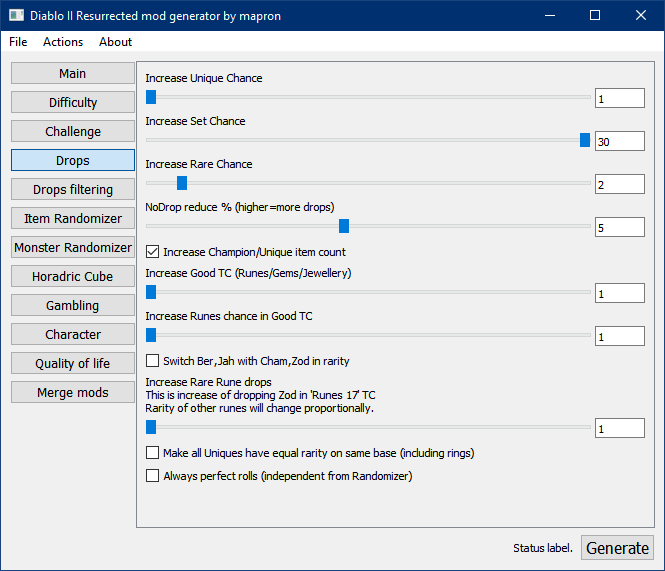 Diablo II Resurrected mod generator by mapron
File Actions About
Main
Difficulty
Challenge
Drops
Drops filtering
Item Randomizer
Monster Randomizer
Horadric Cube
Gambling
Character
Quality of life
Merge mods
Increase Unique Chance
1
Increase Set Chance
30
Increase Rare Chance
2
NoDrop reduce % (higher=more drops)
5
Increase Champion/Unique item count
Increase Good TC (Runes/Gems/Jewellery)
1
Increase Runes chance in Good TC
1
Switch Ber,Jah with Cham,Zod in rarity
Increase Rare Rune drops
This is increase of dropping Zod in 'Runes 17' TC
Rarity of other runes will change proportionally.
1
Make all Uniques have equal rarity on same base (including rings)
Always perfect rolls (independent from Randomizer)
Status label. Generate